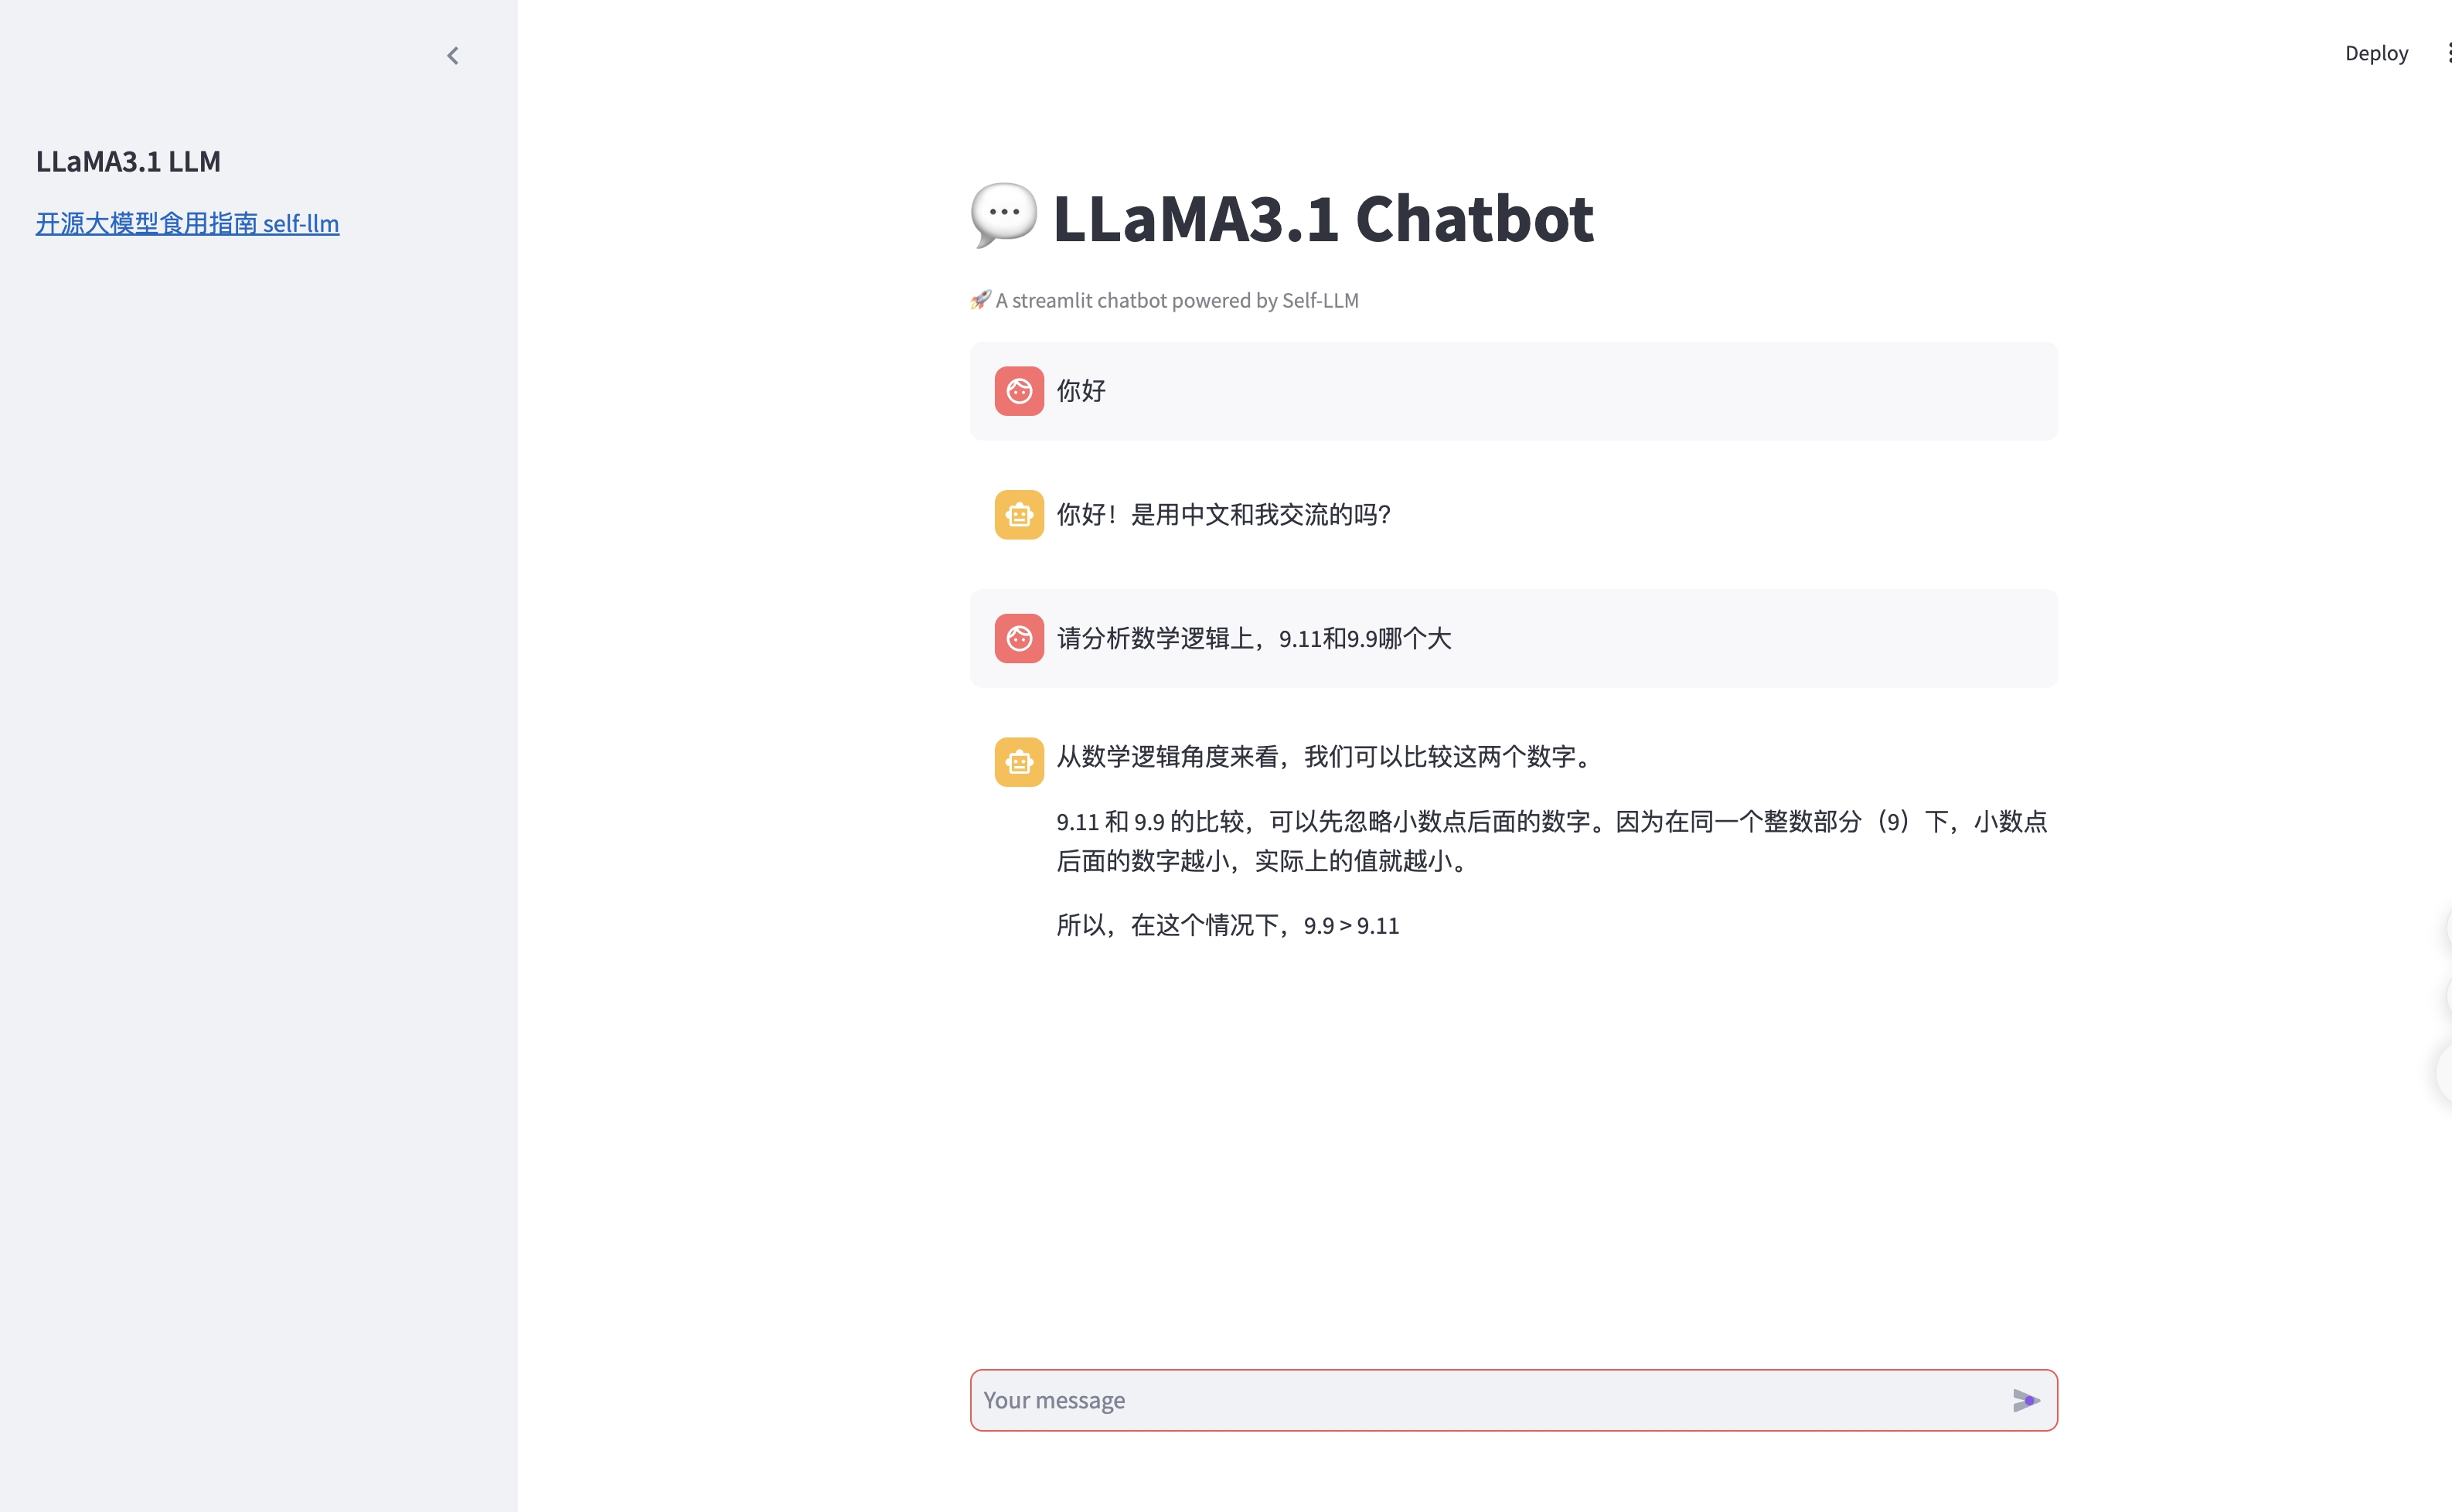 Deploy
LLaMA3.1 LLM
开源大模型食用指南 self-llm
💬 LLaMA3.1 Chatbot
🚀 A streamlit chatbot powered by Self-LLM
你好
你好！是用中文和我交流的吗？
请分析数学逻辑上，9.11和9.9哪个大
从数学逻辑角度来看，我们可以比较这两个数字。
9.11 和 9.9 的比较，可以先忽略小数点后面的数字。因为在同一个整数部分（9）下，小数点
后面的数字越小，实际上的值就越小。
所以，在这个情况下，9.9 > 9.11
Your message